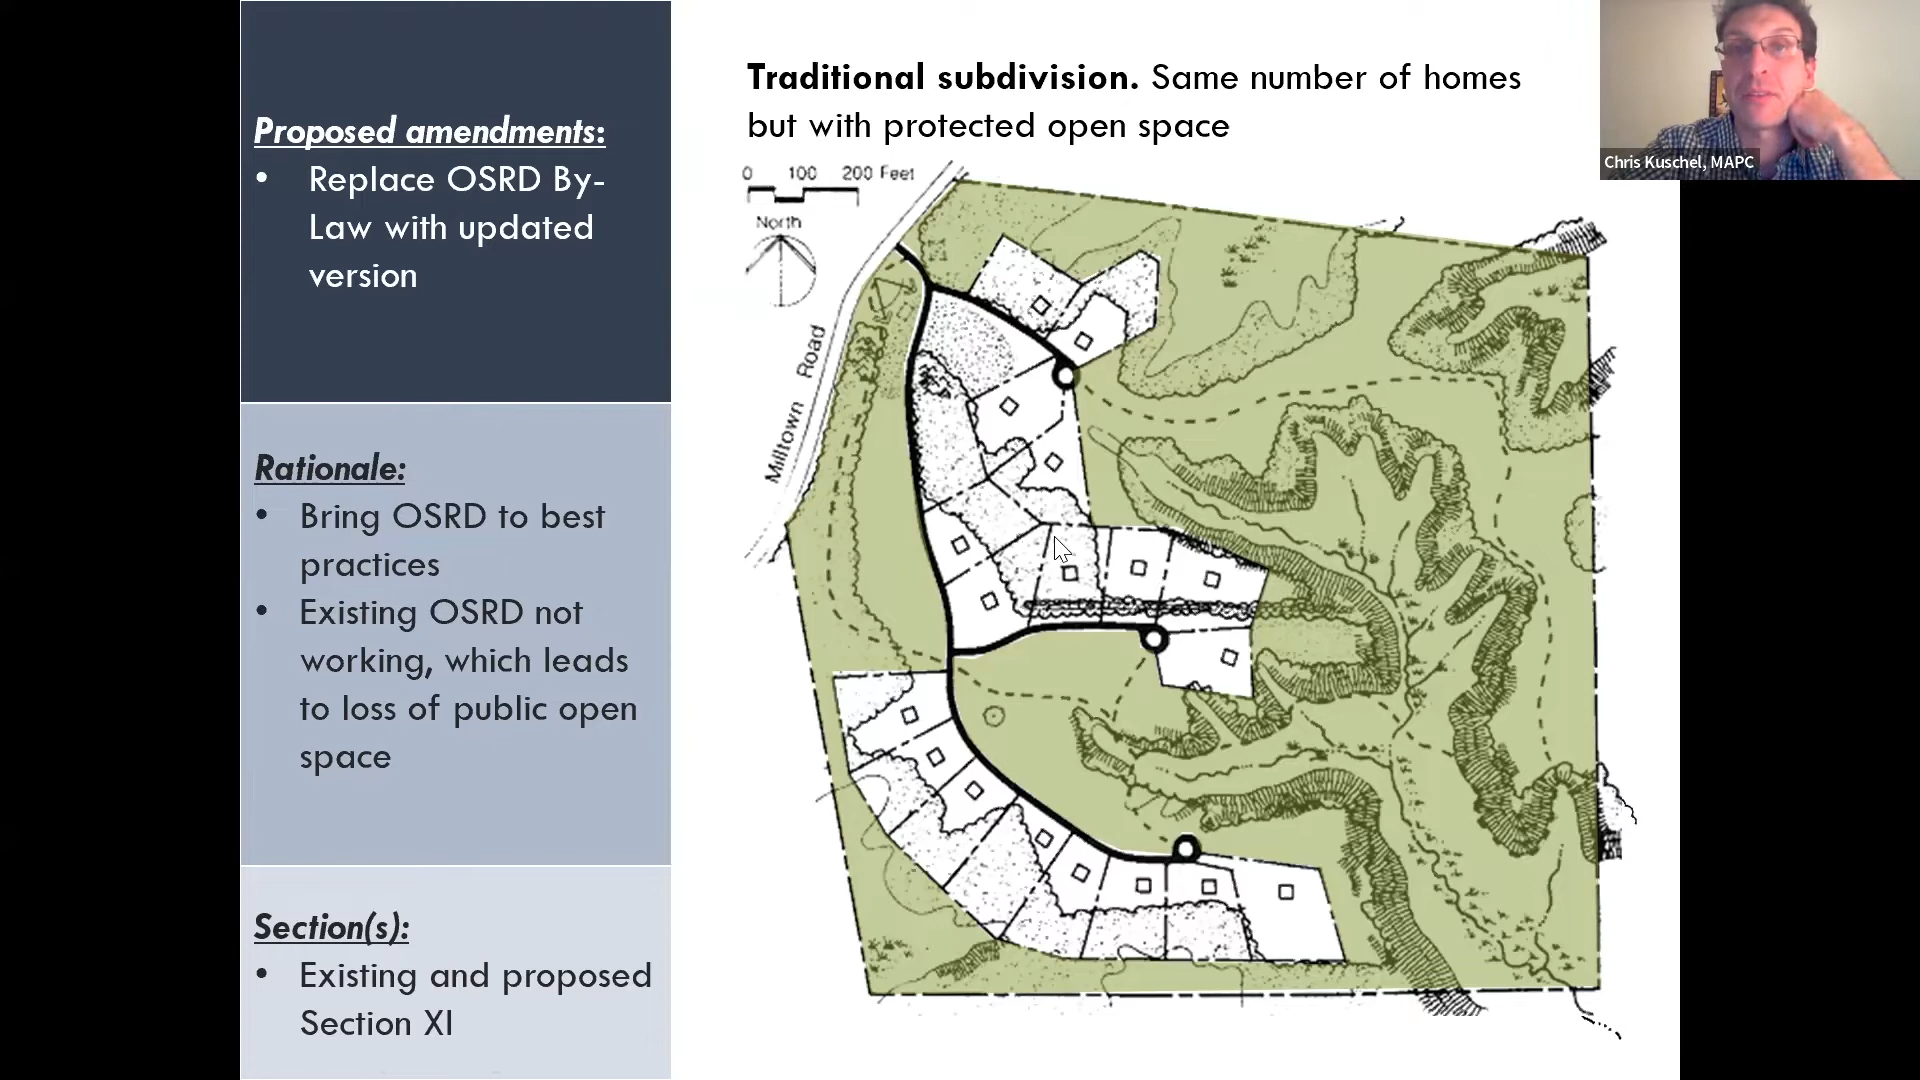 Proposed amendments:
• Replace OSRD By-
Law with updated
version
Rationale:
• Bring OSRD to best
practices
• Existing OSRD not
working, which leads
to loss of public open
space
Section(s):
• Existing and proposed
Section XI
Traditional subdivision. Same number of homes
but with protected open space
0 100 200 Feet
North
Milltown Road
Chris Kuschel, MAPC